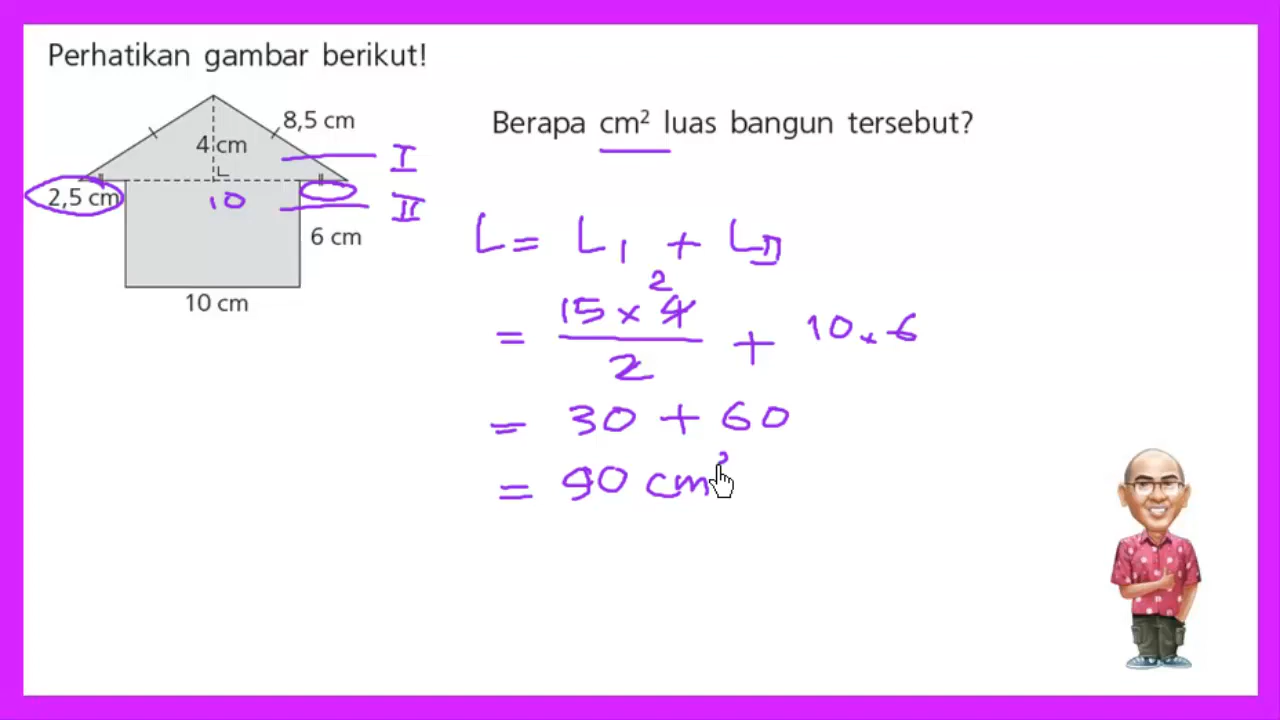 Perhatikan gambar berikut!
8,5 cm
4 cm
I
2,5 cm
10
II
6 cm
10 cm
Berapa cm² luas bangun tersebut?
L = L₁ + L_II
= (15 × 4)/2 + 10 × 6
2
= 30 + 60
= 90 cm²